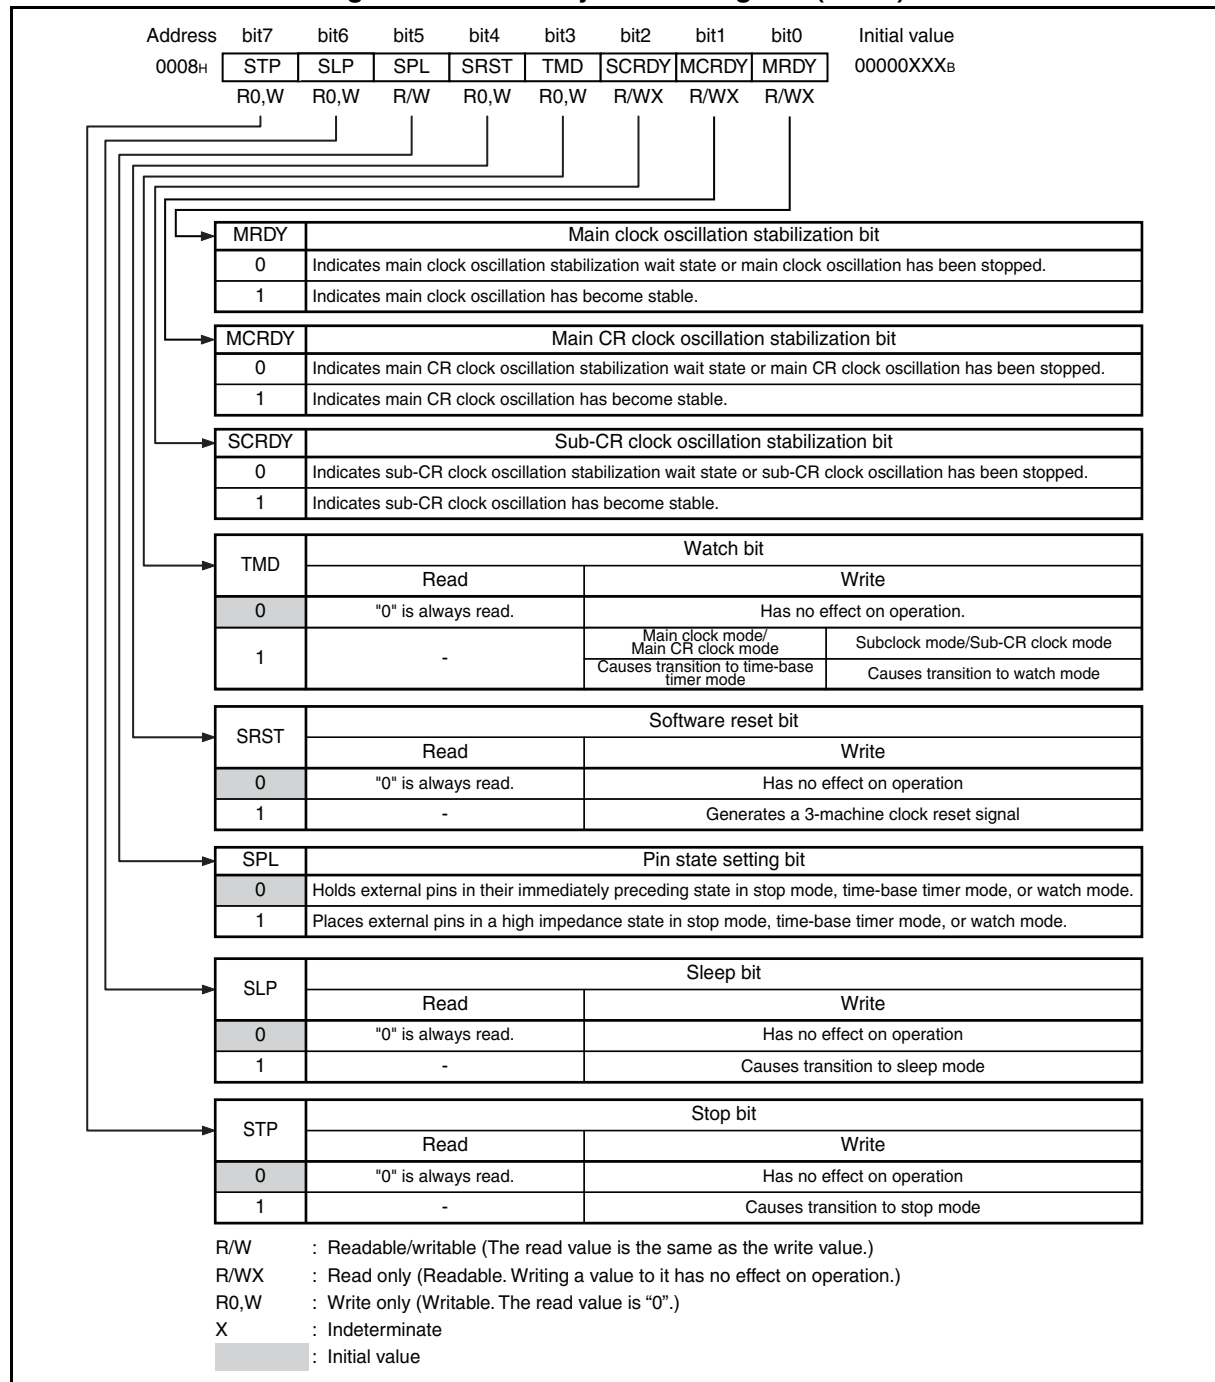 Address bit7 bit6 bit5 bit4 bit3 bit2 bit1 bit0 Initial value
0008H STP SLP SPL SRST TMD SCRDY MCRDY MRDY 00000XXXB
R0,W R0,W R/W R0,W R0,W R/WX R/WX R/WX
MRDY Main clock oscillation stabilization bit
0 Indicates main clock oscillation stabilization wait state or main clock oscillation has been stopped.
1 Indicates main clock oscillation has become stable.
MCRDY Main CR clock oscillation stabilization bit
0 Indicates main CR clock oscillation stabilization wait state or main CR clock oscillation has been stopped.
1 Indicates main CR clock oscillation has become stable.
SCRDY Sub-CR clock oscillation stabilization bit
0 Indicates sub-CR clock oscillation stabilization wait state or sub-CR clock oscillation has been stopped.
1 Indicates sub-CR clock oscillation has become stable.
TMD Watch bit
Read Write
0 "0" is always read. Has no effect on operation.
1 - Main clock mode/
Main CR clock mode Subclock mode/Sub-CR clock mode
Causes transition to time-base
timer mode Causes transition to watch mode
SRST Software reset bit
Read Write
0 "0" is always read. Has no effect on operation
1 - Generates a 3-machine clock reset signal
SPL Pin state setting bit
0 Holds external pins in their immediately preceding state in stop mode, time-base timer mode, or watch mode.
1 Places external pins in a high impedance state in stop mode, time-base timer mode, or watch mode.
SLP Sleep bit
Read Write
0 "0" is always read. Has no effect on operation
1 - Causes transition to sleep mode
STP Stop bit
Read Write
0 "0" is always read. Has no effect on operation
1 - Causes transition to stop mode
R/W : Readable/writable (The read value is the same as the write value.)
R/WX : Read only (Readable. Writing a value to it has no effect on operation.)
R0,W : Write only (Writable. The read value is “0”.)
X : Indeterminate
: Initial value